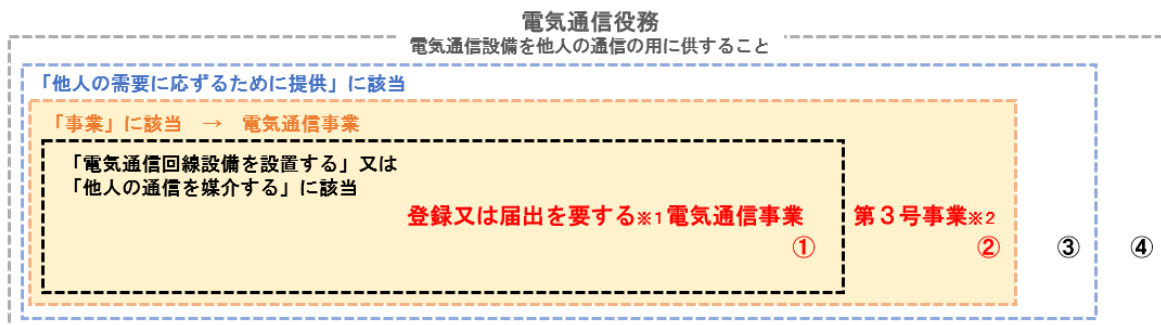 電気通信役務
電気通信設備を他人の通信の用に供すること
「他人の需要に応ずるために提供」に該当
「事業」に該当 → 電気通信事業
「電気通信回線設備を設置する」又は
「他人の通信を媒介する」に該当
登録又は届出を要する※1電気通信事業 第３号事業※2
① ② ③ ④